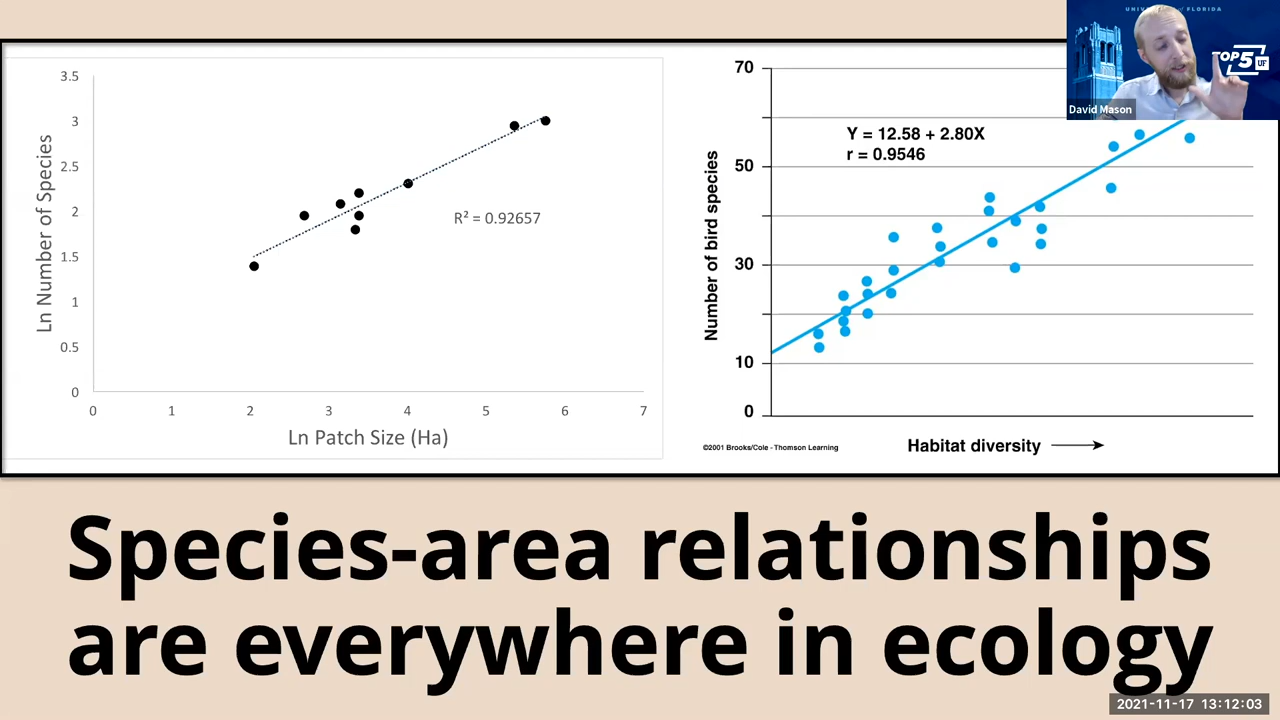 UNIVERSITY of FLORIDA
TOP 5 UF
David Mason
3.5
3
2.5
2
1.5
1
0.5
0
Ln Number of Species
R² = 0.92657
0 1 2 3 4 5 6 7
Ln Patch Size (Ha)
70
50
30
10
0
Number of bird species
Y = 12.58 + 2.80X
r = 0.9546
©2001 Brooks/Cole - Thomson Learning
Habitat diversity
Species-area relationships
are everywhere in ecology
2021-11-17 13:12:03